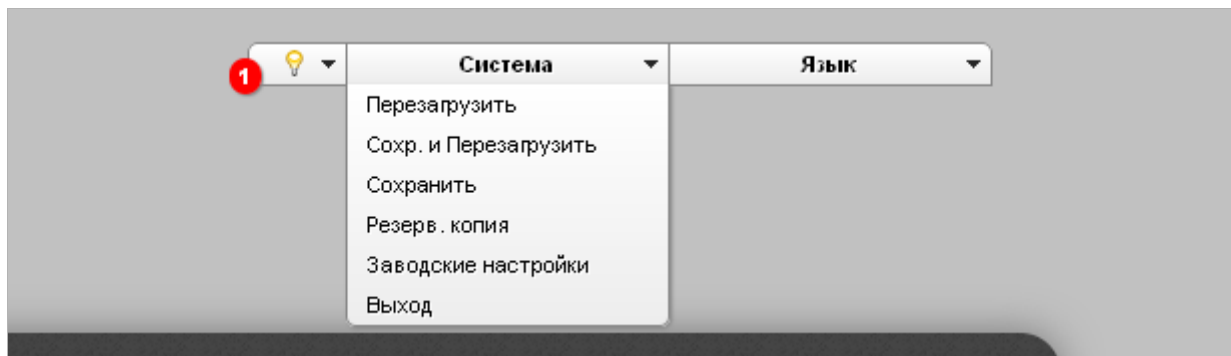 1
Система
Язык
Перезагрузить
Сохр. и Перезагрузить
Сохранить
Резерв. копия
Заводские настройки
Выход